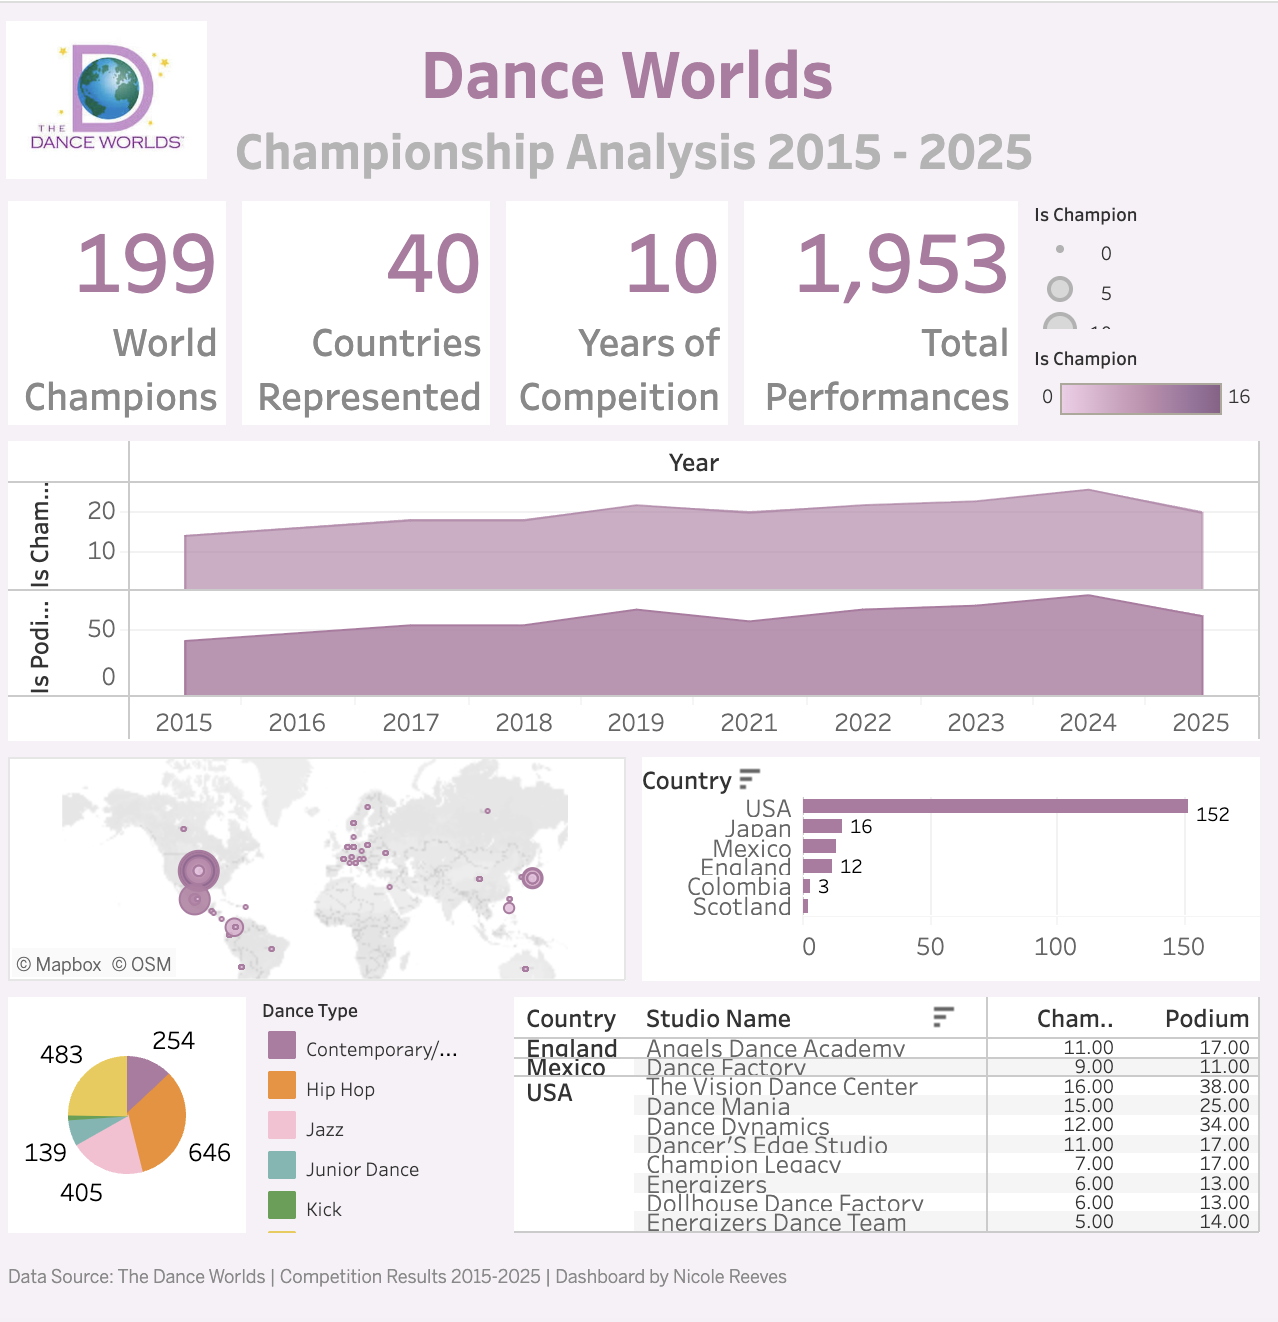 THE
DANCE WORLDS™
Dance Worlds
Championship Analysis 2015 - 2025
199
World
Champions
40
Countries
Represented
10
Years of
Compeition
1,953
Total
Performances
Is Champion
0
5
10
Is Champion
0 16
Year
Is Cham...
20
10
Is Podi...
50
0
2015 2016 2017 2018 2019 2021 2022 2023 2024 2025
© Mapbox © OSM
Country
USA 152
Japan 16
Mexico
England 12
Colombia 3
Scotland
0 50 100 150
483 254
139 646
405
Dance Type
Contemporary/...
Hip Hop
Jazz
Junior Dance
Kick
Country Studio Name Cham.. Podium
England Angels Dance Academy 11.00 17.00
Mexico Dance Factory 9.00 11.00
USA The Vision Dance Center 16.00 38.00
Dance Mania 15.00 25.00
Dance Dynamics 12.00 34.00
Dancer'S Edge Studio 11.00 17.00
Champion Legacy 7.00 17.00
Energizers 6.00 13.00
Dollhouse Dance Factory 6.00 13.00
Energizers Dance Team 5.00 14.00
Data Source: The Dance Worlds | Competition Results 2015-2025 | Dashboard by Nicole Reeves